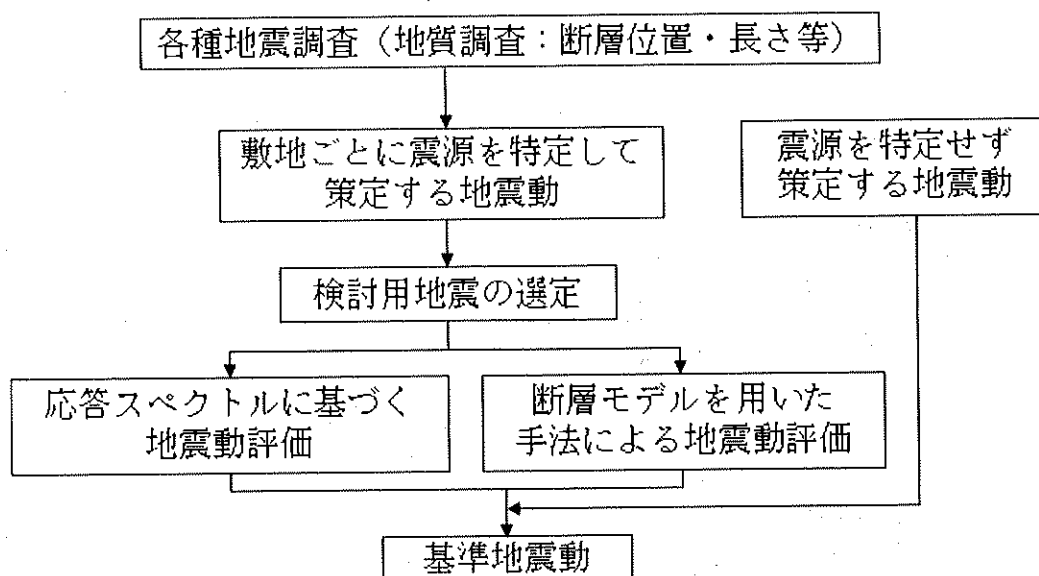 各種地震調査（地質調査：断層位置・長さ等）
敷地ごとに震源を特定して
策定する地震動
震源を特定せず
策定する地震動
検討用地震の選定
応答スペクトルに基づく
地震動評価
断層モデルを用いた
手法による地震動評価
基準地震動